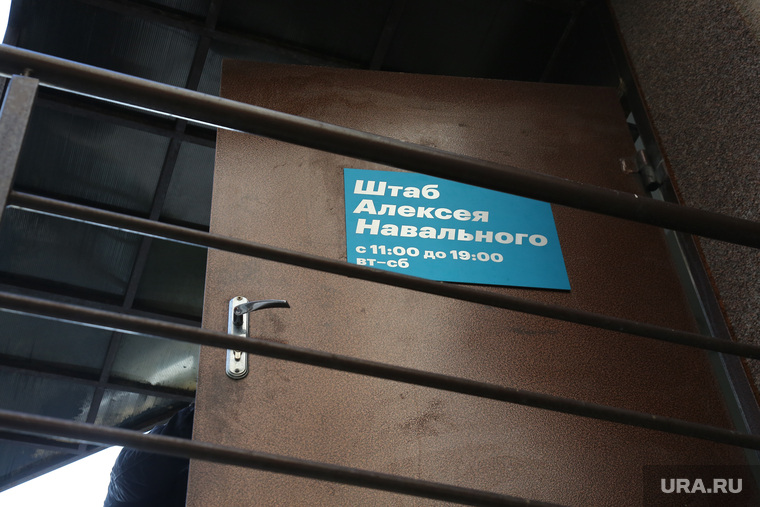 Штаб
Алексея
Навального
с 11:00 до 19:00
вт–сб
URA.RU